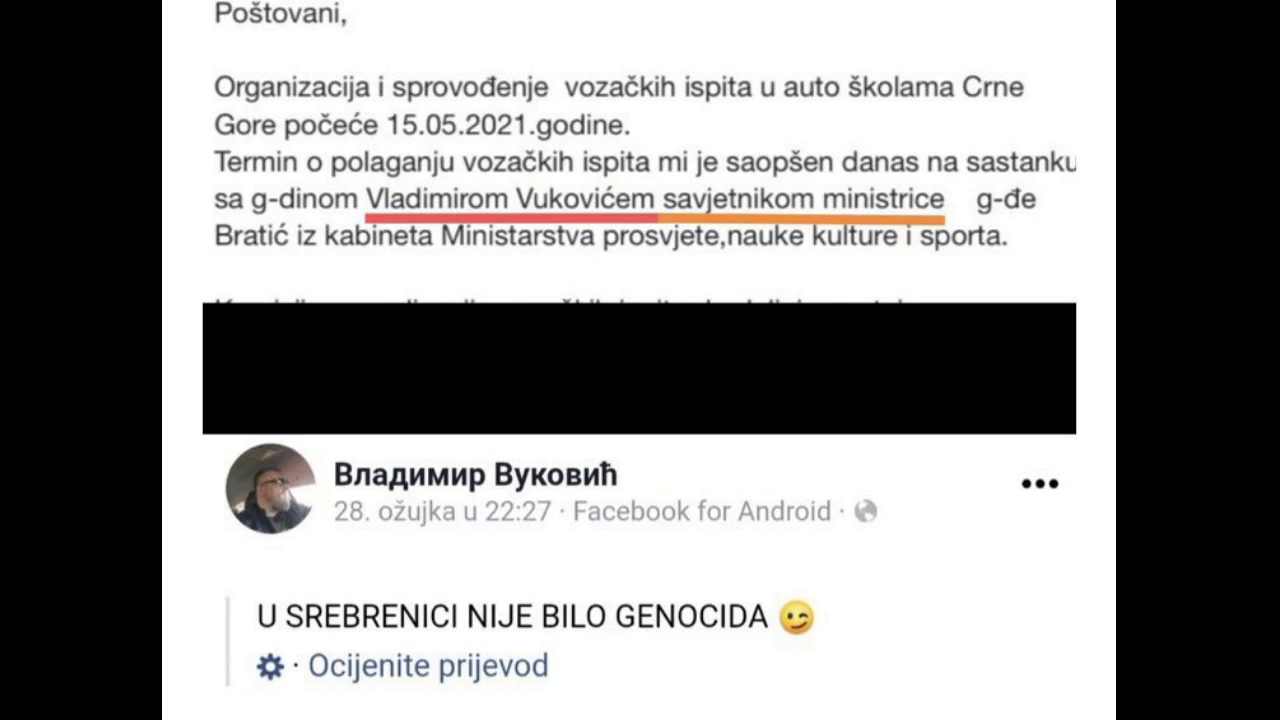 Poštovani,
Organizacija i sprovođenje  vozačkih ispita u auto školama Crne
Gore počeće 15.05.2021.godine.
Termin o polaganju vozačkih ispita mi je saopšen danas na sastanku
sa g-dinom Vladimirom Vukovićem savjetnikom ministrice   g-đe
Bratić iz kabineta Ministarstva prosvjete,nauke kulture i sporta.
Владимир Вуковић
28. ožujka u 22:27 · Facebook for Android ·
U SREBRENICI NIJE BILO GENOCIDA 😉
· Ocijenite prijevod